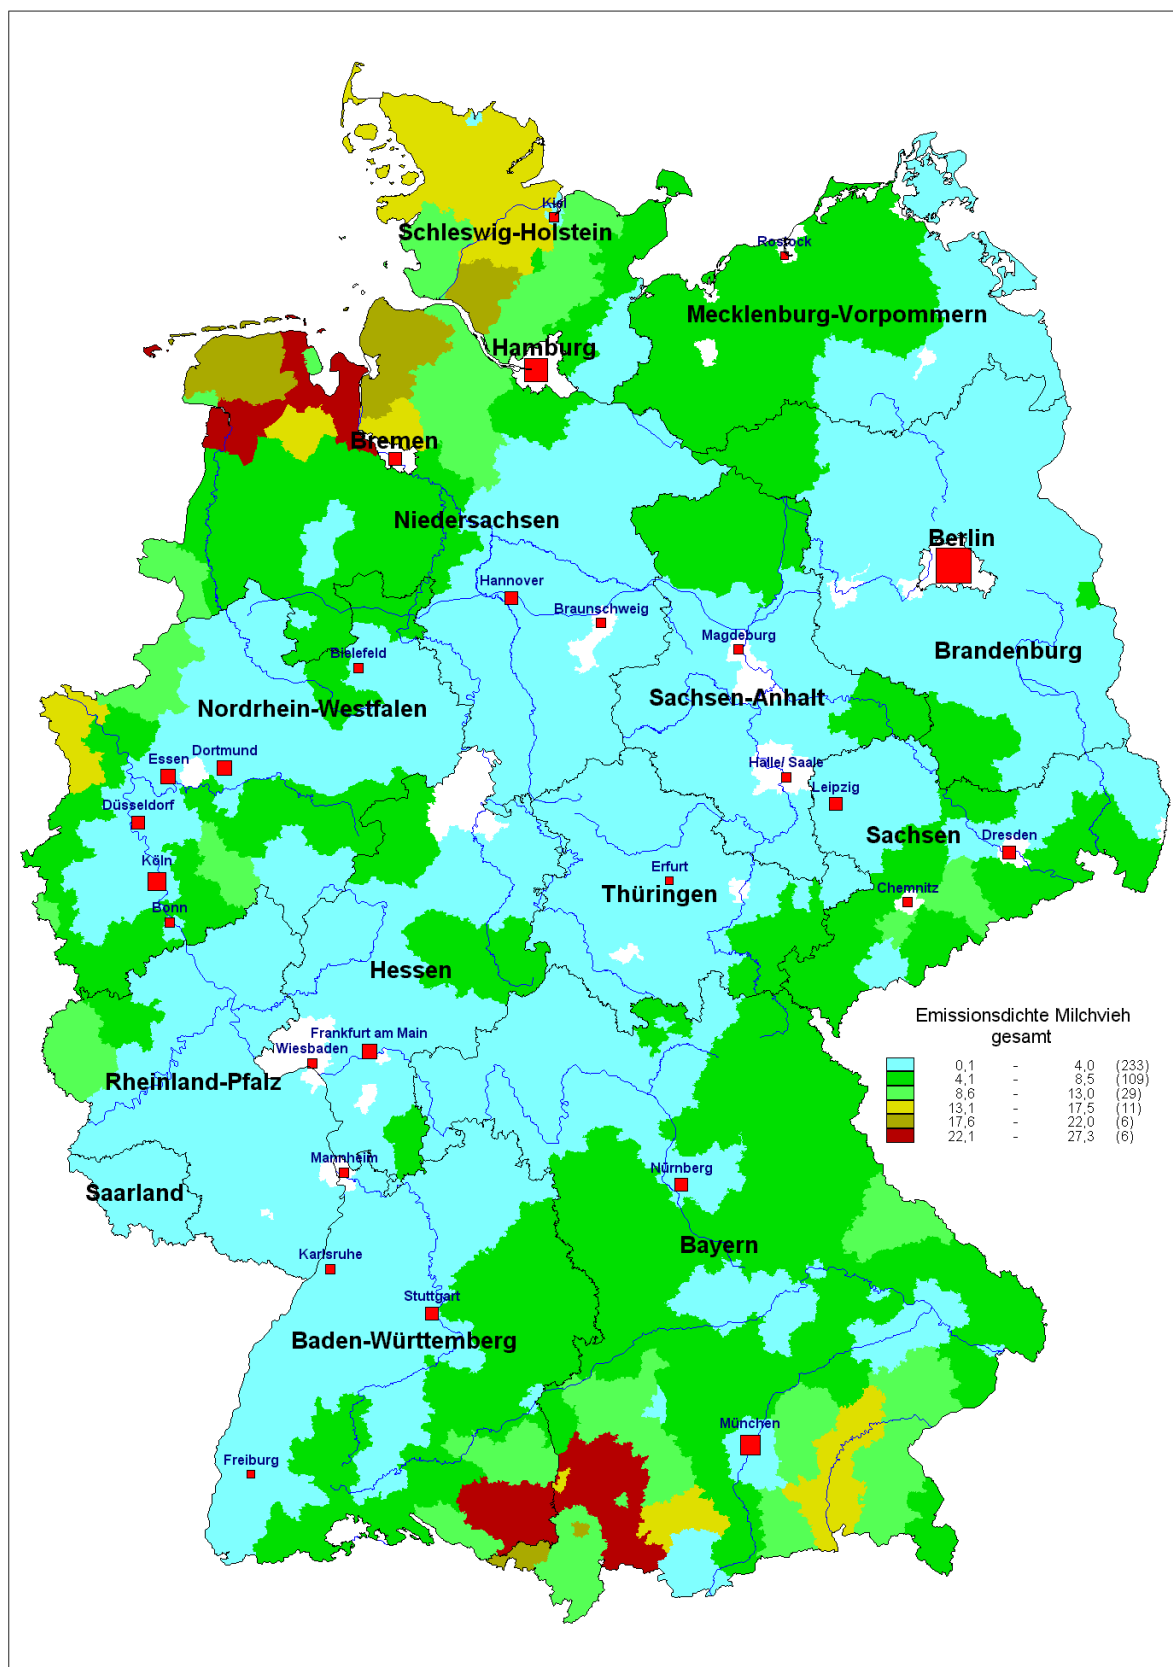 Kiel
Schleswig-Holstein
Rostock
Mecklenburg-Vorpommern
Hamburg
Bremen
Niedersachsen
Berlin
Hannover
Braunschweig
Magdeburg
Bielefeld
Brandenburg
Sachsen-Anhalt
Nordrhein-Westfalen
Essen
Dortmund
Halle/ Saale
Leipzig
Düsseldorf
Sachsen
Dresden
Köln
Erfurt
Thüringen
Chemnitz
Bonn
Hessen
Emissionsdichte Milchvieh
gesamt
0,1 - 4,0 (233)
4,1 - 8,5 (109)
8,6 - 13,0 (29)
13,1 - 17,5 (11)
17,6 - 22,0 (6)
22,1 - 27,3 (6)
Frankfurt am Main
Wiesbaden
Rheinland-Pfalz
Mannheim
Nürnberg
Saarland
Bayern
Karlsruhe
Stuttgart
Baden-Württemberg
München
Freiburg